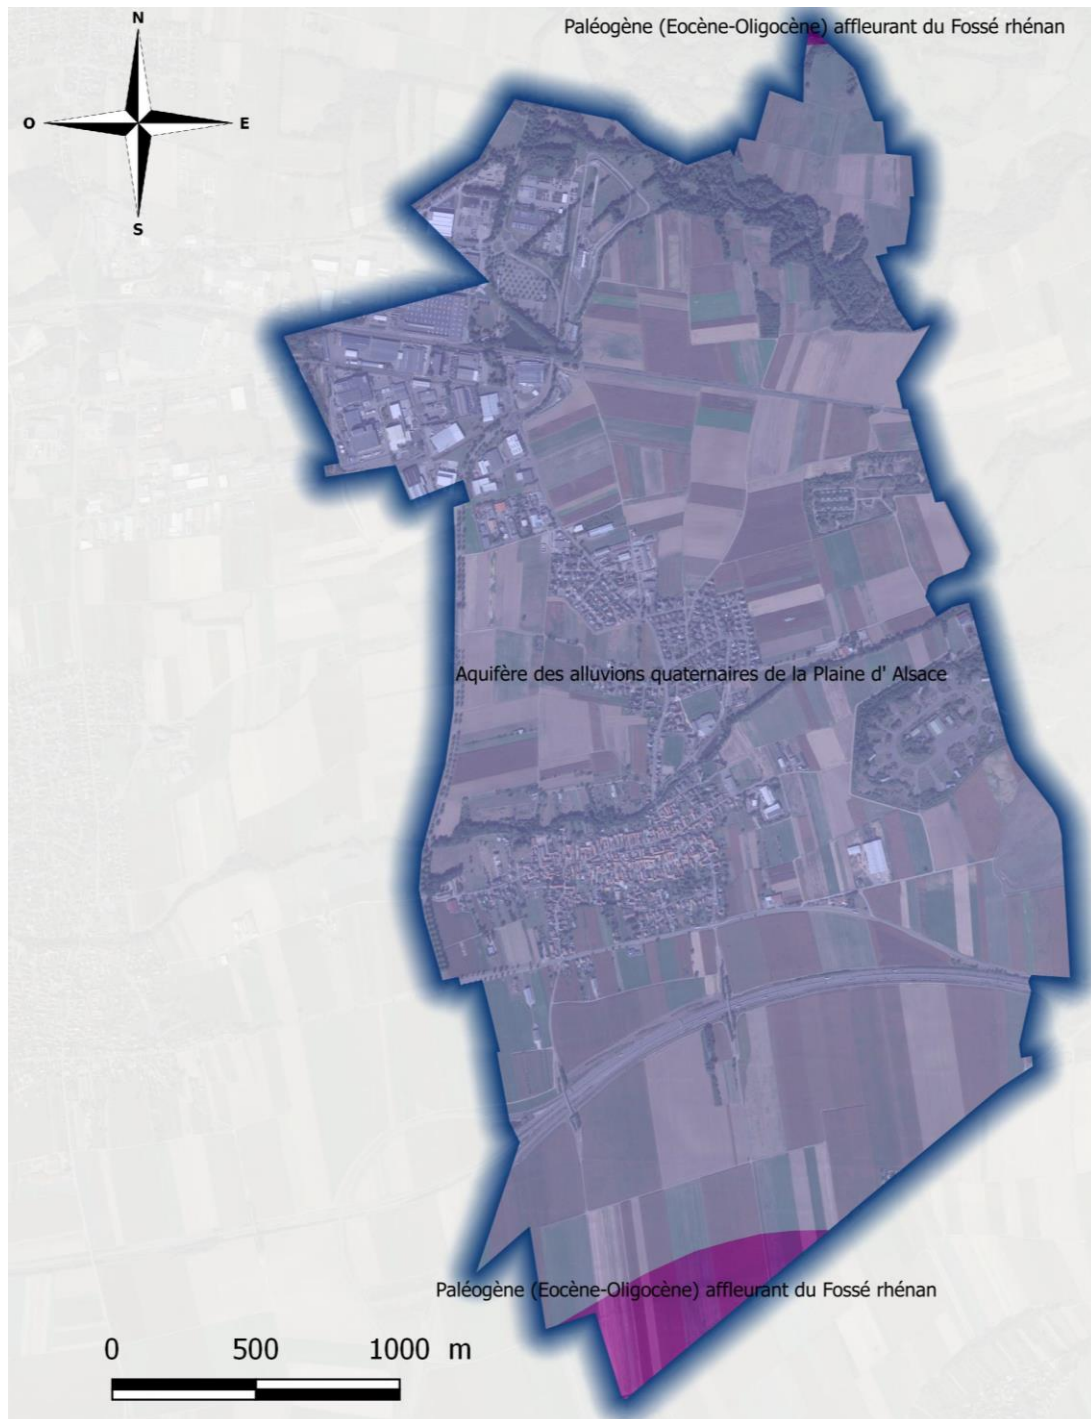 Paléogène (Eocène-Oligocène) affleurant du Fossé rhénan
N
O
E
S
Aquifère des alluvions quaternaires de la Plaine d' Alsace
Paléogène (Eocène-Oligocène) affleurant du Fossé rhénan
0 500 1000 m